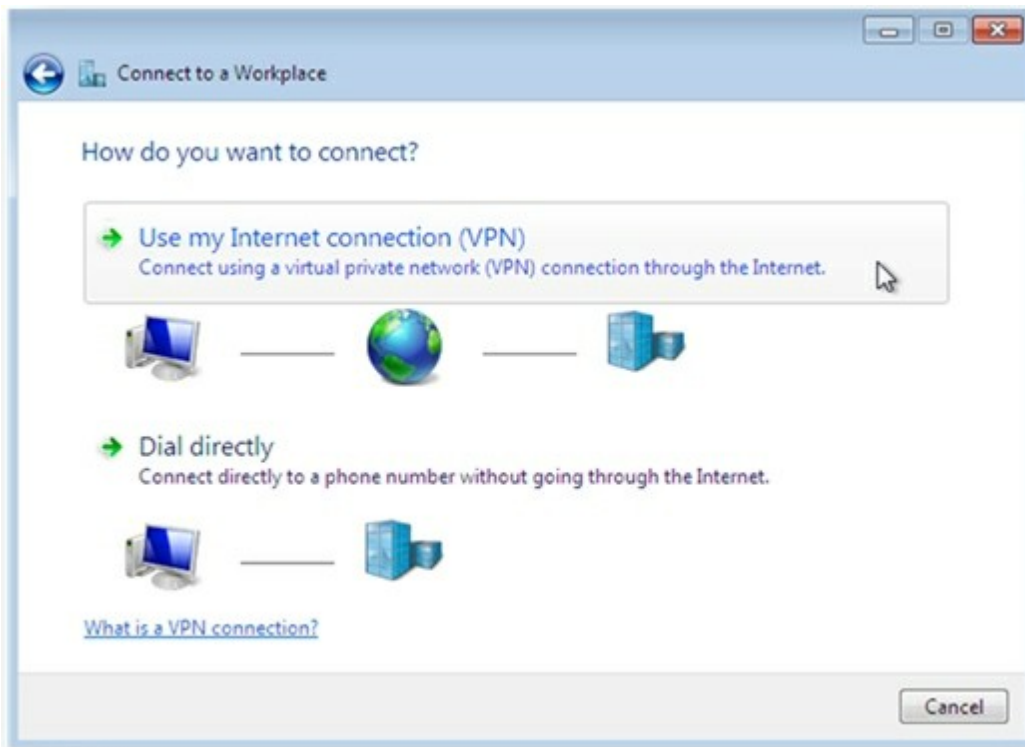 Connect to a Workplace
How do you want to connect?
Use my Internet connection (VPN)
Connect using a virtual private network (VPN) connection through the Internet.
Dial directly
Connect directly to a phone number without going through the Internet.
What is a VPN connection?
Cancel